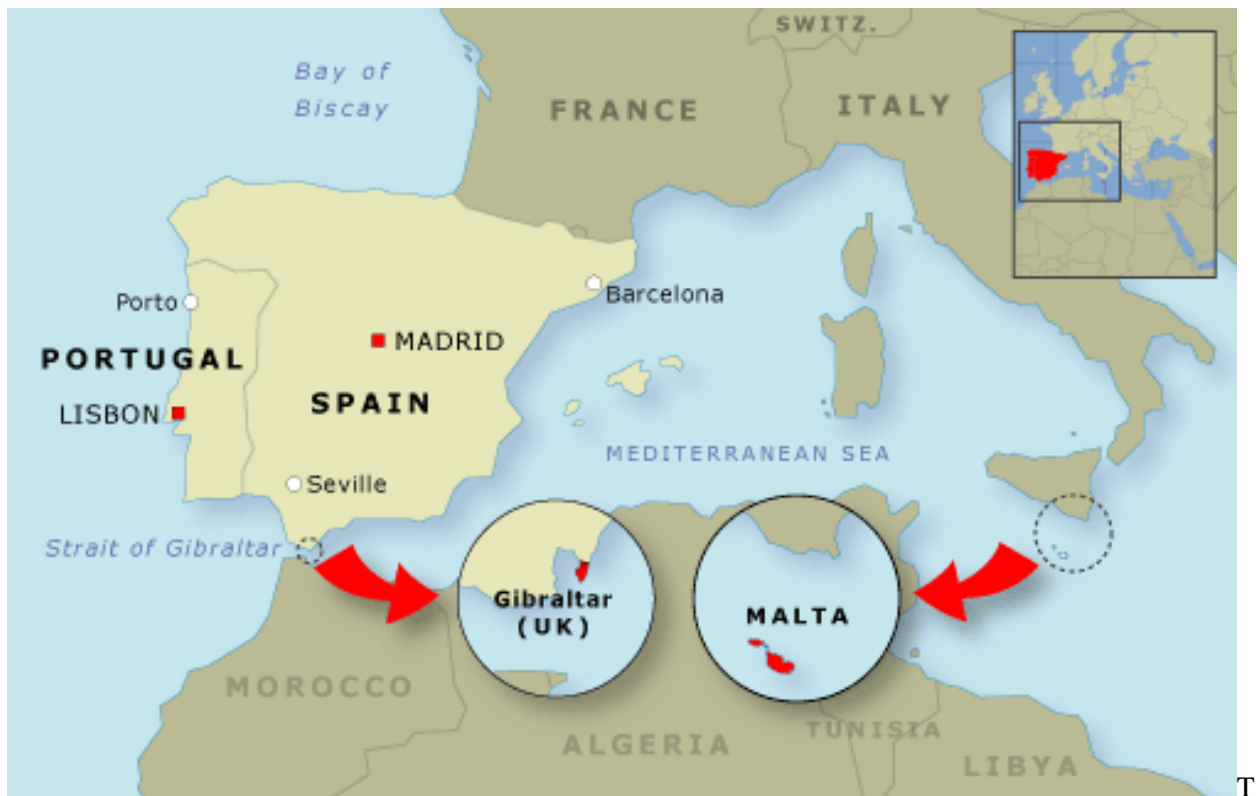 SWITZ.
Bay of
Biscay
FRANCE
ITALY
Porto
Barcelona
MADRID
PORTUGAL
SPAIN
LISBON
MEDITERRANEAN SEA
Seville
Strait of Gibraltar
Gibraltar
(UK)
MALTA
MOROCCO
ALGERIA
TUNISIA
LIBYA
T